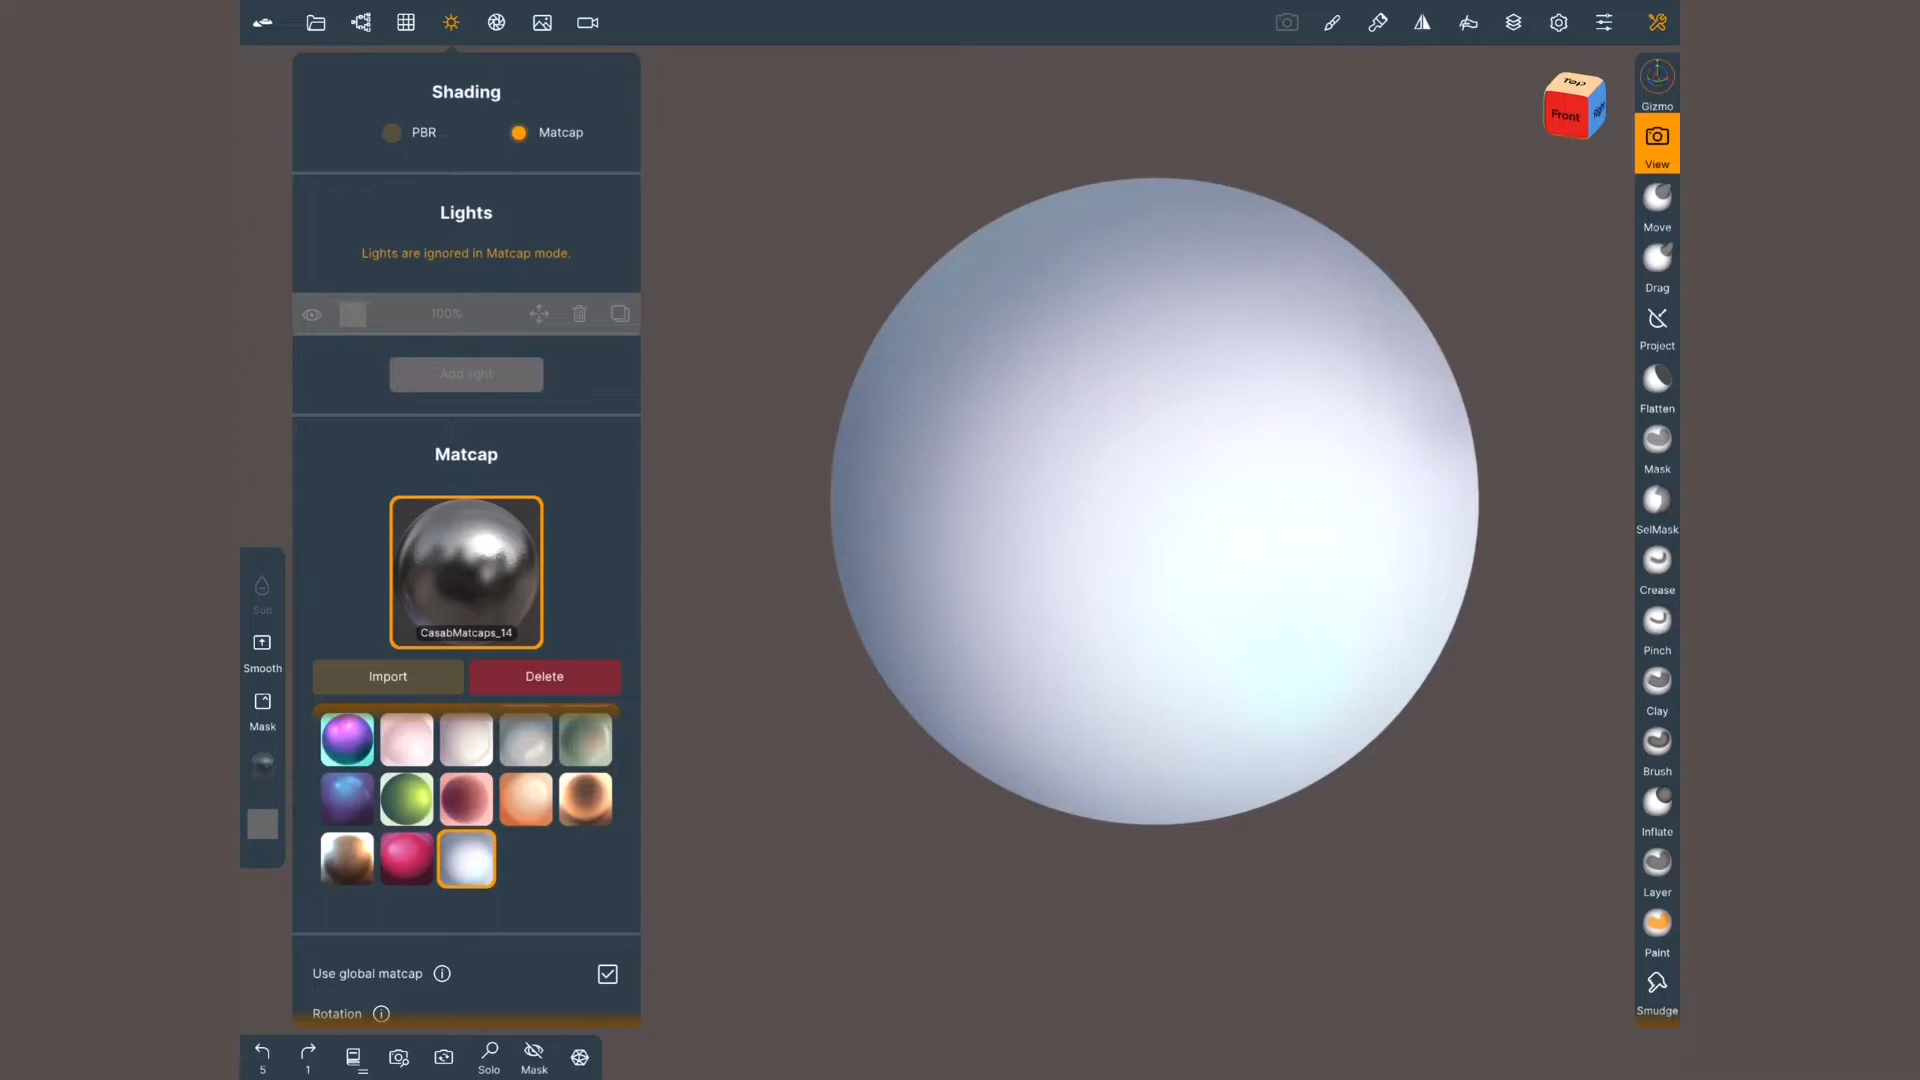 Shading
PBR
Matcap
Lights
Lights are ignored in Matcap mode.
100%
Add light
Matcap
CasabMatcaps_14
Import
Delete
Use global matcap
Rotation
Sub
Smooth
Mask
5
1
Solo
Mask
Top
Front
Right
Gizmo
View
Move
Drag
Project
Flatten
Mask
SelMask
Crease
Pinch
Clay
Brush
Inflate
Layer
Paint
Smudge